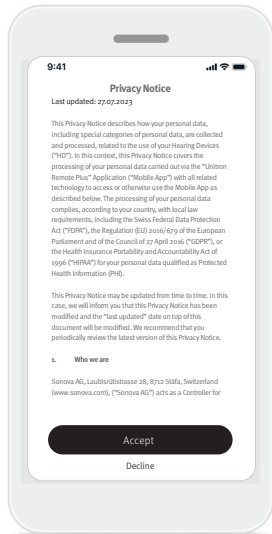 9:41
Privacy Notice
Last updated: 27.07.2023
This Privacy Notice describes how your personal data,
including special categories of personal data, are collected
and processed, related to the use of your Hearing Devices
("HD"). In this context, this Privacy Notice covers the
processing of your personal data carried out via the "Unitron
Remote Plus" Application ("Mobile App") with all related
technology to access or otherwise use the Mobile App as
described below. The processing of your personal data
complies, according to your country, with local law
requirements, including the Swiss Federal Data Protection
Act ("FDPA"), the Regulation (EU) 2016/679 of the European
Parliament and of the Council of 27 April 2016 ("GDPR"), or
the Health Insurance Portability and Accountability Act of
1996 ("HIPAA") for your personal data qualified as Protected
Health Information (PHI).
This Privacy Notice may be updated from time to time. In this
case, we will inform you that this Privacy Notice has been
modified and the "last updated" date on top of this
document will be modified. We recommend that you
periodically review the latest version of this Privacy Notice.
1. Who we are
Sonova AG, Laubisrütistrasse 28, 8712 Stäfa, Switzerland
(www.sonova.com), ("Sonova AG") acts as a Controller for
Accept
Decline